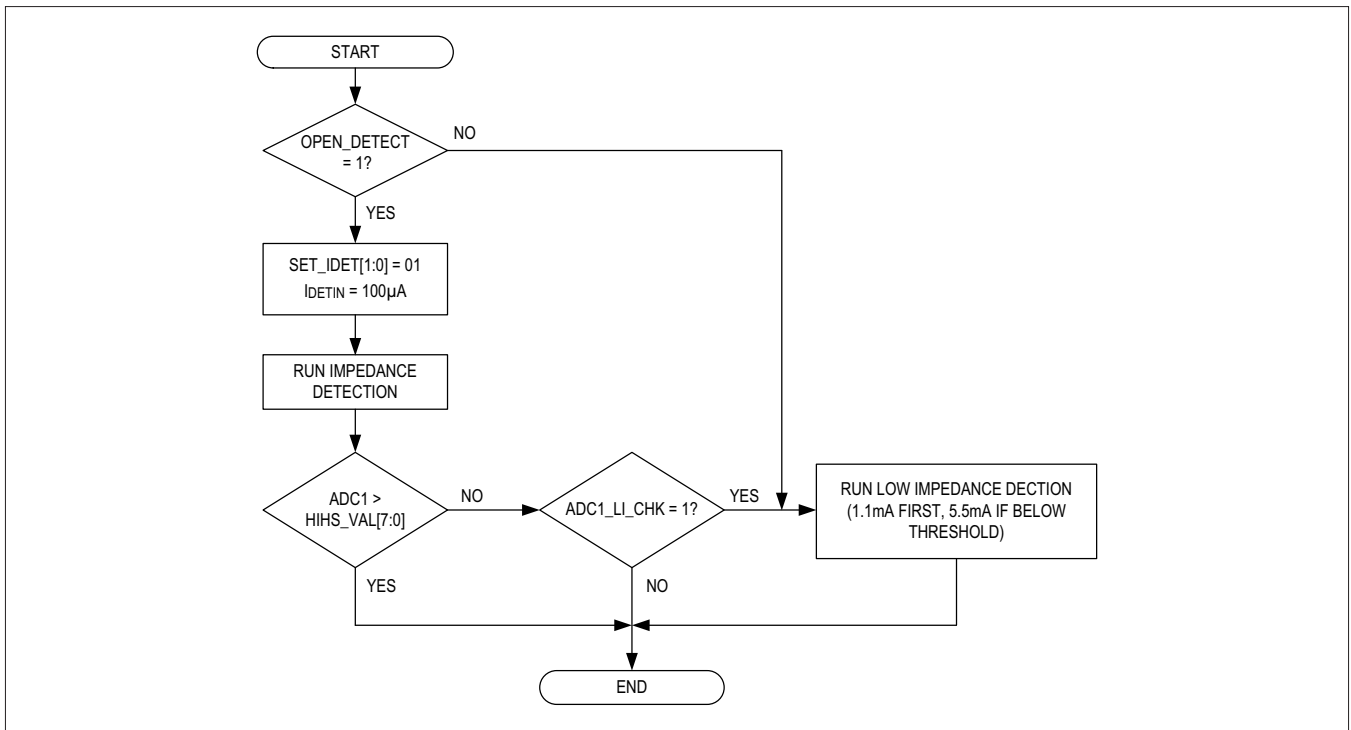 START
OPEN_DETECT
= 1?
NO
YES
SET_IDET[1:0] = 01
IDETIN = 100µA
RUN IMPEDANCE
DETECTION
ADC1 >
HIHS_VAL[7:0]
NO
YES
ADC1_LI_CHK = 1?
YES
NO
RUN LOW IMPEDANCE DECTION
(1.1mA FIRST, 5.5mA IF BELOW
THRESHOLD)
END